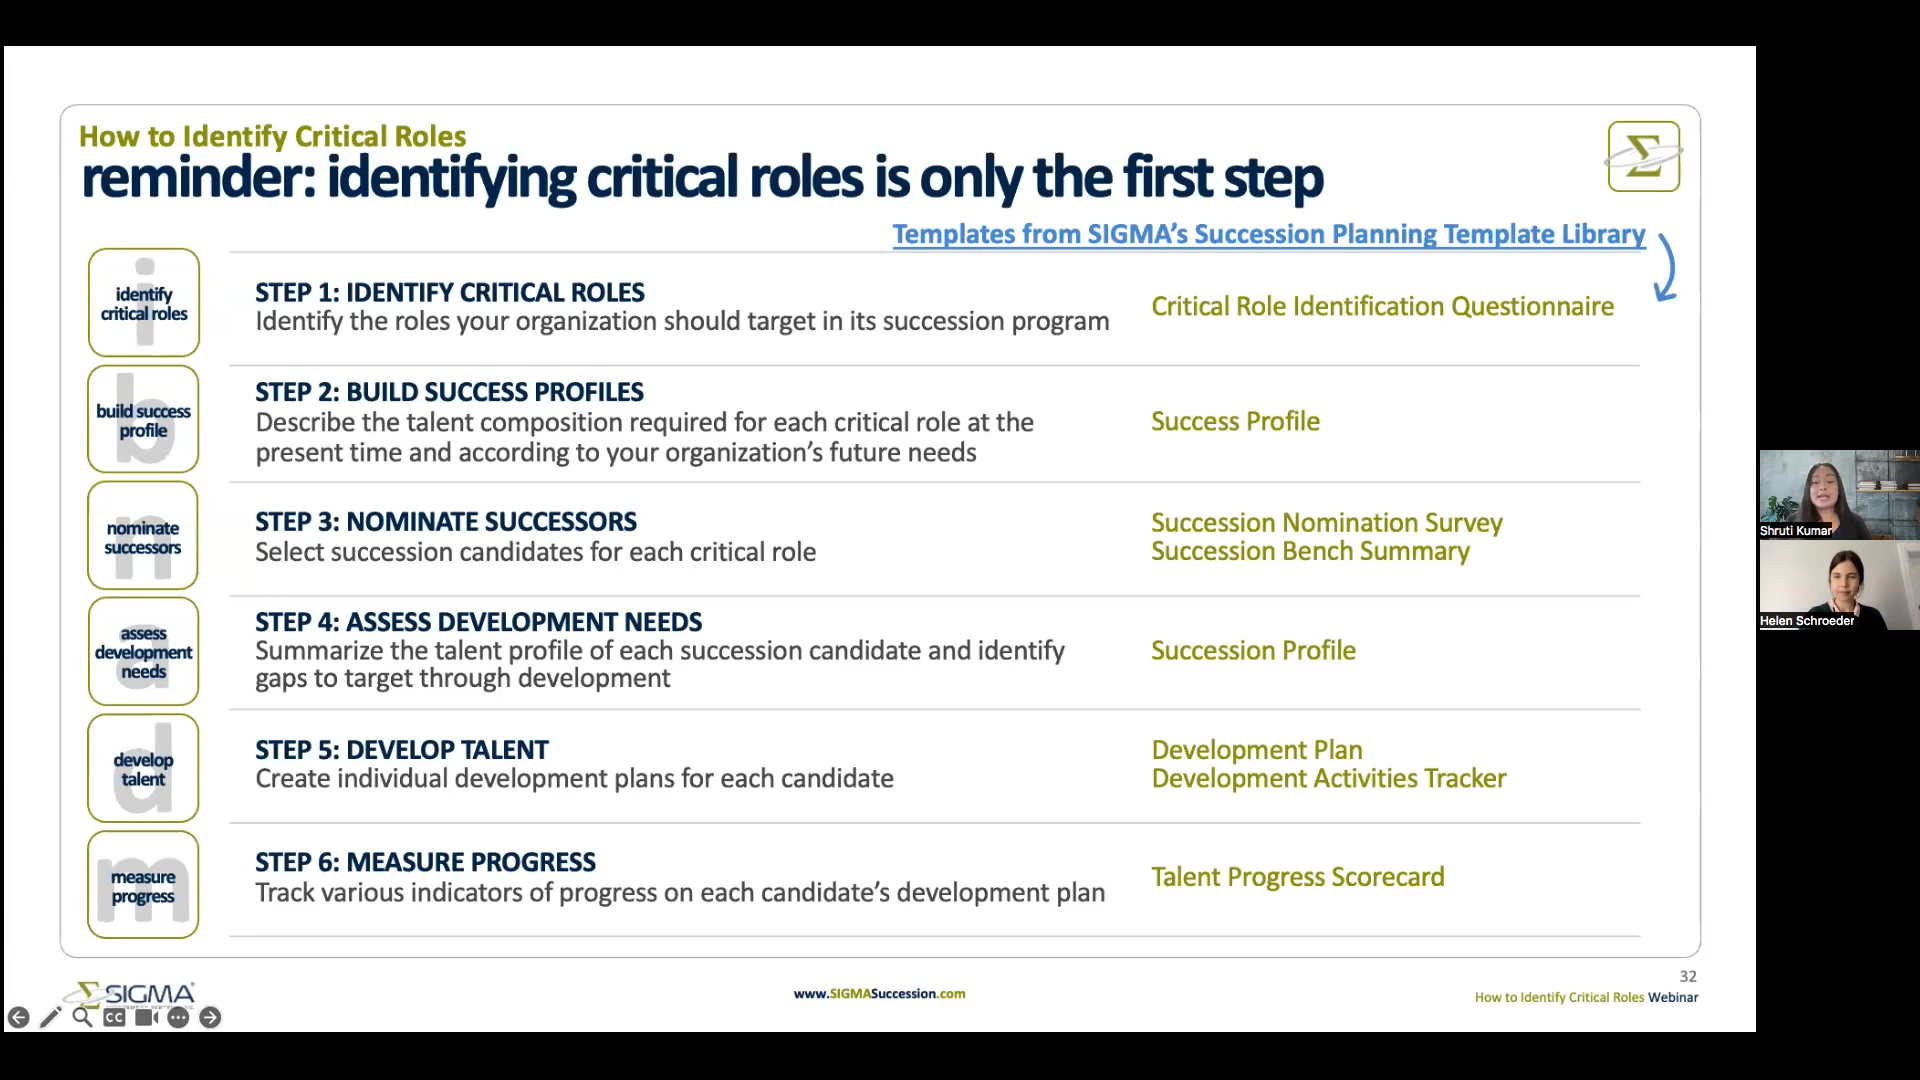 How to Identify Critical Roles
reminder: identifying critical roles is only the first step
Templates from SIGMA's Succession Planning Template Library
i
identify
critical roles
STEP 1: IDENTIFY CRITICAL ROLES
Identify the roles your organization should target in its succession program
Critical Role Identification Questionnaire
b
build success
profile
STEP 2: BUILD SUCCESS PROFILES
Describe the talent composition required for each critical role at the
present time and according to your organization's future needs
Success Profile
n
nominate
successors
STEP 3: NOMINATE SUCCESSORS
Select succession candidates for each critical role
Succession Nomination Survey
Succession Bench Summary
a
assess
development
needs
STEP 4: ASSESS DEVELOPMENT NEEDS
Summarize the talent profile of each succession candidate and identify
gaps to target through development
Succession Profile
d
develop
talent
STEP 5: DEVELOP TALENT
Create individual development plans for each candidate
Development Plan
Development Activities Tracker
m
measure
progress
STEP 6: MEASURE PROGRESS
Track various indicators of progress on each candidate's development plan
Talent Progress Scorecard
Σ
ΣSIGMA
CC
www.SIGMASuccession.com
32
How to Identify Critical Roles Webinar
Shruti Kumar
Helen Schroeder